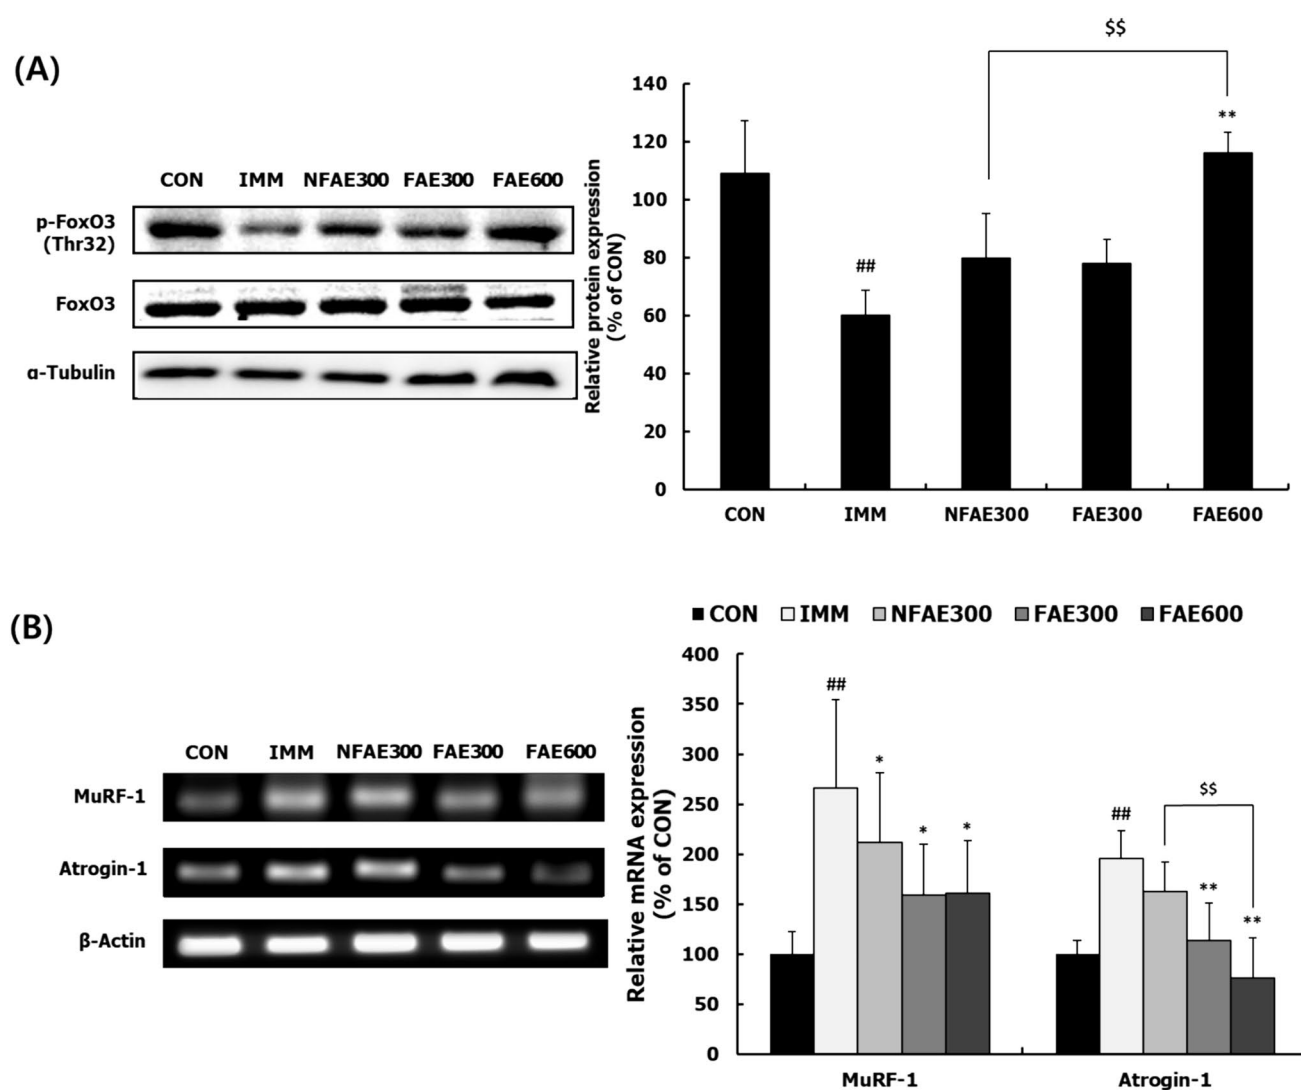 (A)
CON IMM NFAE300 FAE300 FAE600
p-FoxO3
(Thr32)
FoxO3
α-Tubulin
Relative protein expression
(% of CON)
140
120
100
80
60
40
20
0
##
**
$$
CON IMM NFAE300 FAE300 FAE600
(B)
CON IMM NFAE300 FAE300 FAE600
MuRF-1
Atrogin-1
β-Actin
CON IMM NFAE300 FAE300 FAE600
Relative mRNA expression
(% of CON)
400
350
300
250
200
150
100
50
0
## * * *
## $$ ** **
MuRF-1 Atrogin-1